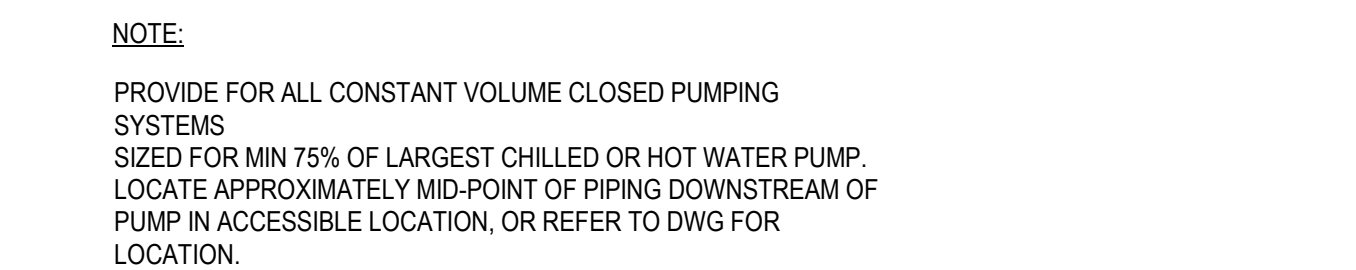 NOTE:
PROVIDE FOR ALL CONSTANT VOLUME CLOSED PUMPING
SYSTEMS
SIZED FOR MIN 75% OF LARGEST CHILLED OR HOT WATER PUMP.
LOCATE APPROXIMATELY MID-POINT OF PIPING DOWNSTREAM OF
PUMP IN ACCESSIBLE LOCATION, OR REFER TO DWG FOR
LOCATION.